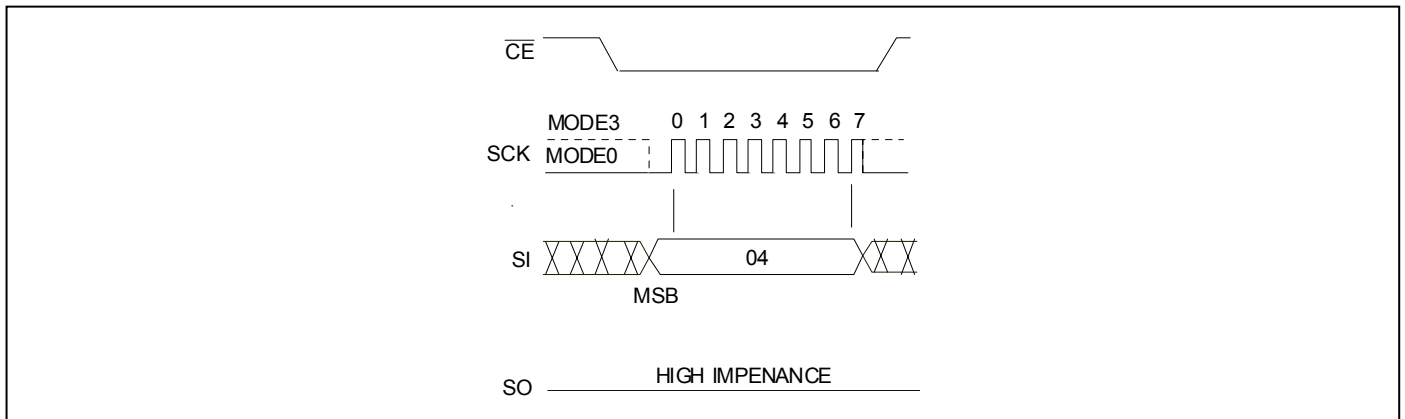 CE
MODE3 0 1 2 3 4 5 6 7
SCK MODE0
SI 04
MSB
HIGH IMPENANCE
SO